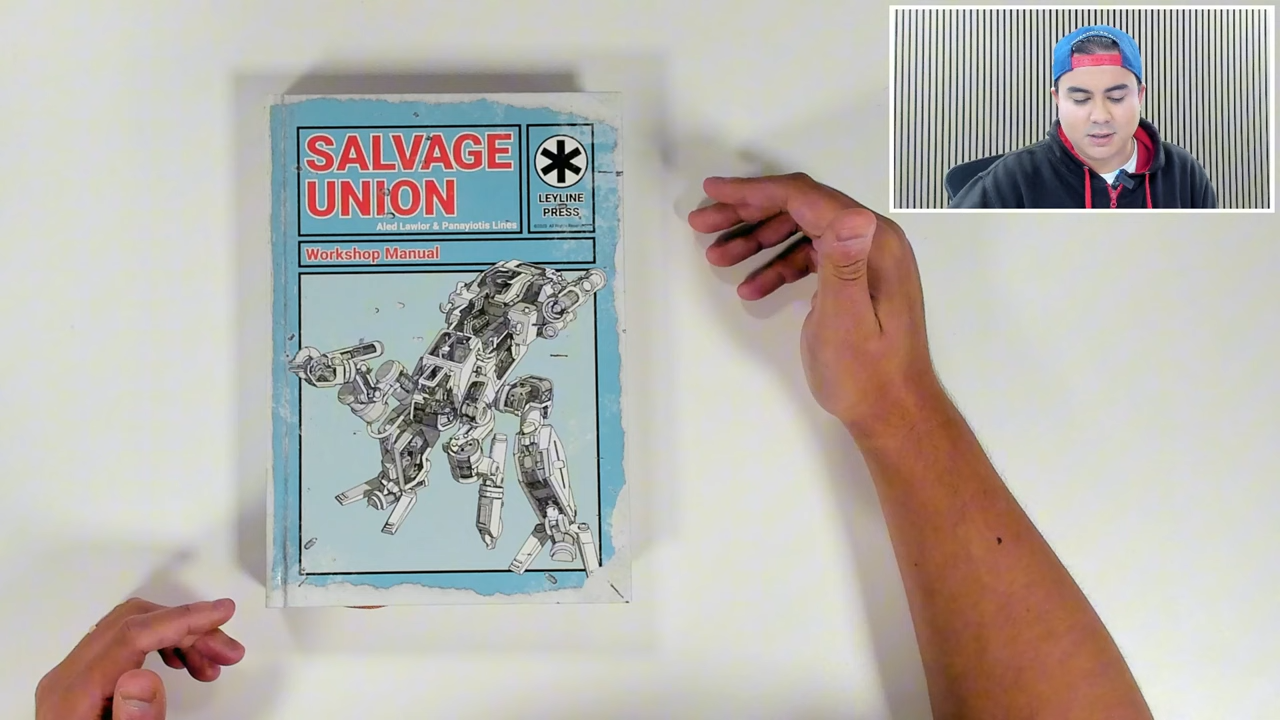 SALVAGE
UNION
Aled Lawlor & Panayiotis Lines
LEYLINE
PRESS
Workshop Manual